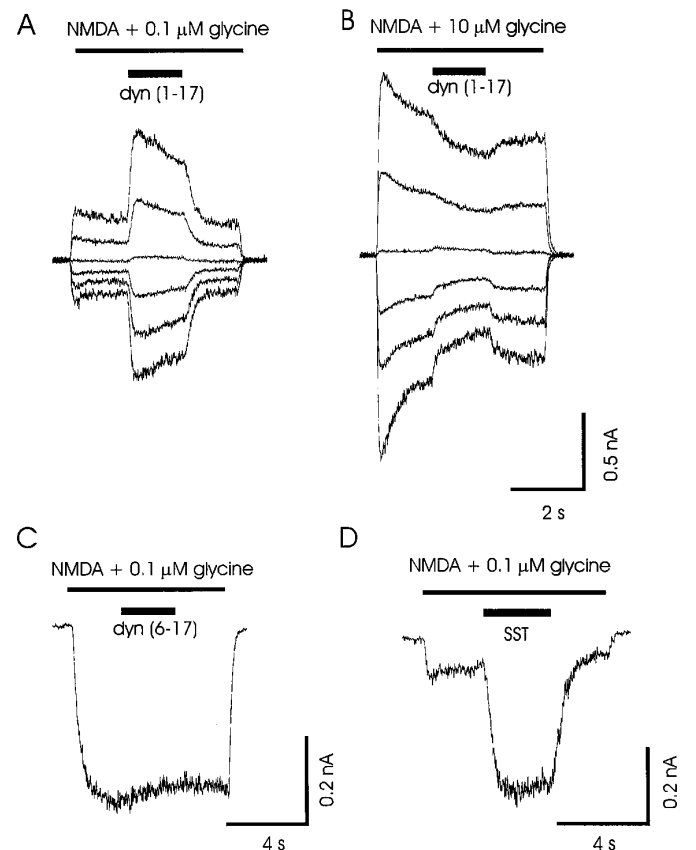 A
NMDA + 0.1 μM glycine
dyn (1-17)
B
NMDA + 10 μM glycine
dyn (1-17)
0.5 nA
2 s
C
NMDA + 0.1 μM glycine
dyn (6-17)
0.2 nA
4 s
D
NMDA + 0.1 μM glycine
SST
0.2 nA
4 s